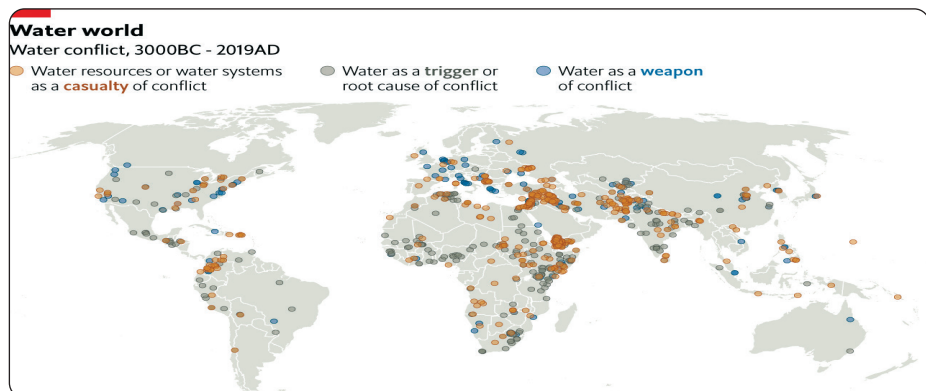 Water world
Water conflict, 3000BC - 2019AD
Water resources or water systems
as a casualty of conflict
Water as a trigger or
root cause of conflict
Water as a weapon
of conflict